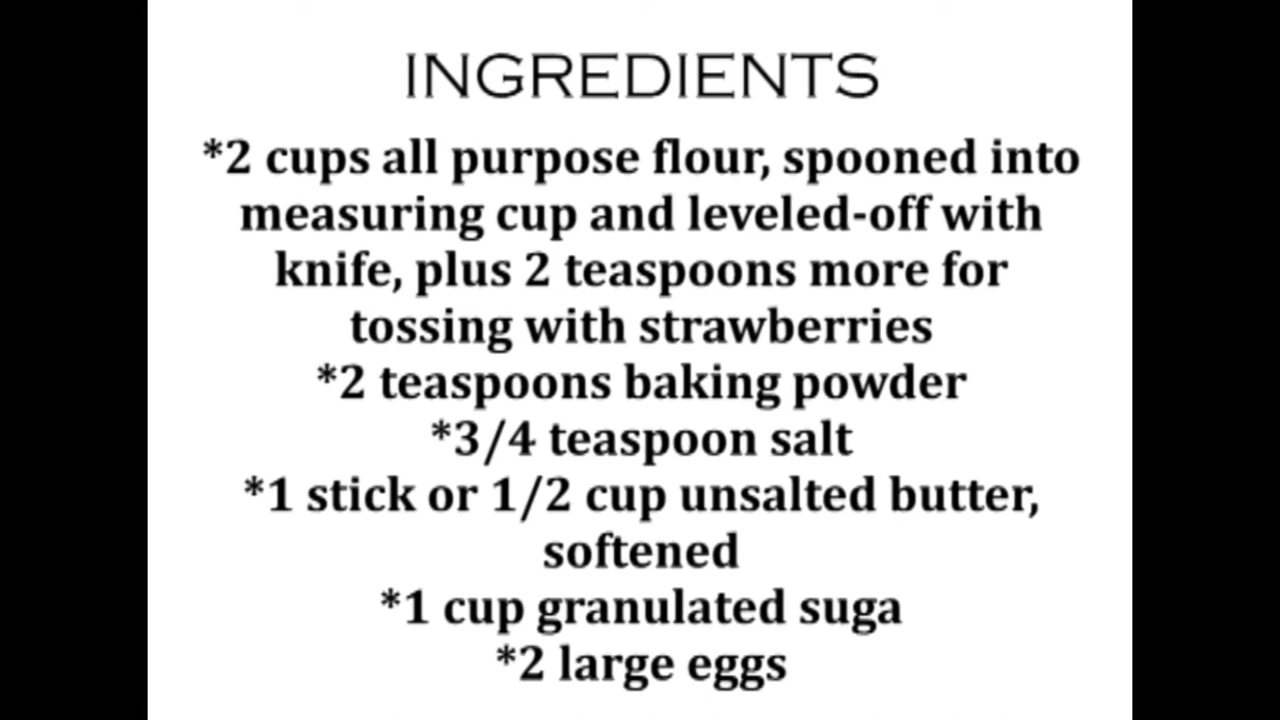 INGREDIENTS
*2 cups all purpose flour, spooned into
measuring cup and leveled-off with
knife, plus 2 teaspoons more for
tossing with strawberries
*2 teaspoons baking powder
*3/4 teaspoon salt
*1 stick or 1/2 cup unsalted butter,
softened
*1 cup granulated suga
*2 large eggs